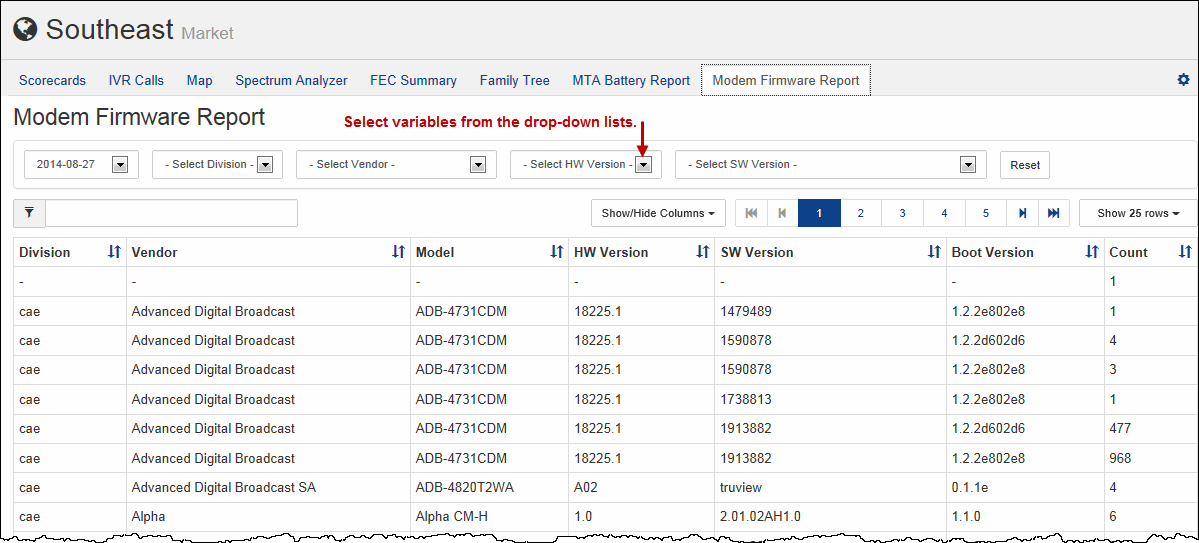 Southeast Market
Scorecards IVR Calls Map Spectrum Analyzer FEC Summary Family Tree MTA Battery Report Modem Firmware Report
Modem Firmware Report
Select variables from the drop-down lists.
2014-08-27 - Select Division - - Select Vendor - - Select HW Version - - Select SW Version - Reset
Show/Hide Columns 1 2 3 4 5 Show 25 rows
Division Vendor Model HW Version SW Version Boot Version Count
- - - - - - 1
cae Advanced Digital Broadcast ADB-4731CDM 18225.1 1479489 1.2.2e802e8 1
cae Advanced Digital Broadcast ADB-4731CDM 18225.1 1590878 1.2.2d602d6 4
cae Advanced Digital Broadcast ADB-4731CDM 18225.1 1590878 1.2.2e802e8 3
cae Advanced Digital Broadcast ADB-4731CDM 18225.1 1738813 1.2.2e802e8 1
cae Advanced Digital Broadcast ADB-4731CDM 18225.1 1913882 1.2.2d602d6 477
cae Advanced Digital Broadcast ADB-4731CDM 18225.1 1913882 1.2.2e802e8 968
cae Advanced Digital Broadcast SA ADB-4820T2WA A02 truview 0.1.1e 4
cae Alpha Alpha CM-H 1.0 2.01.02AH1.0 1.1.0 6